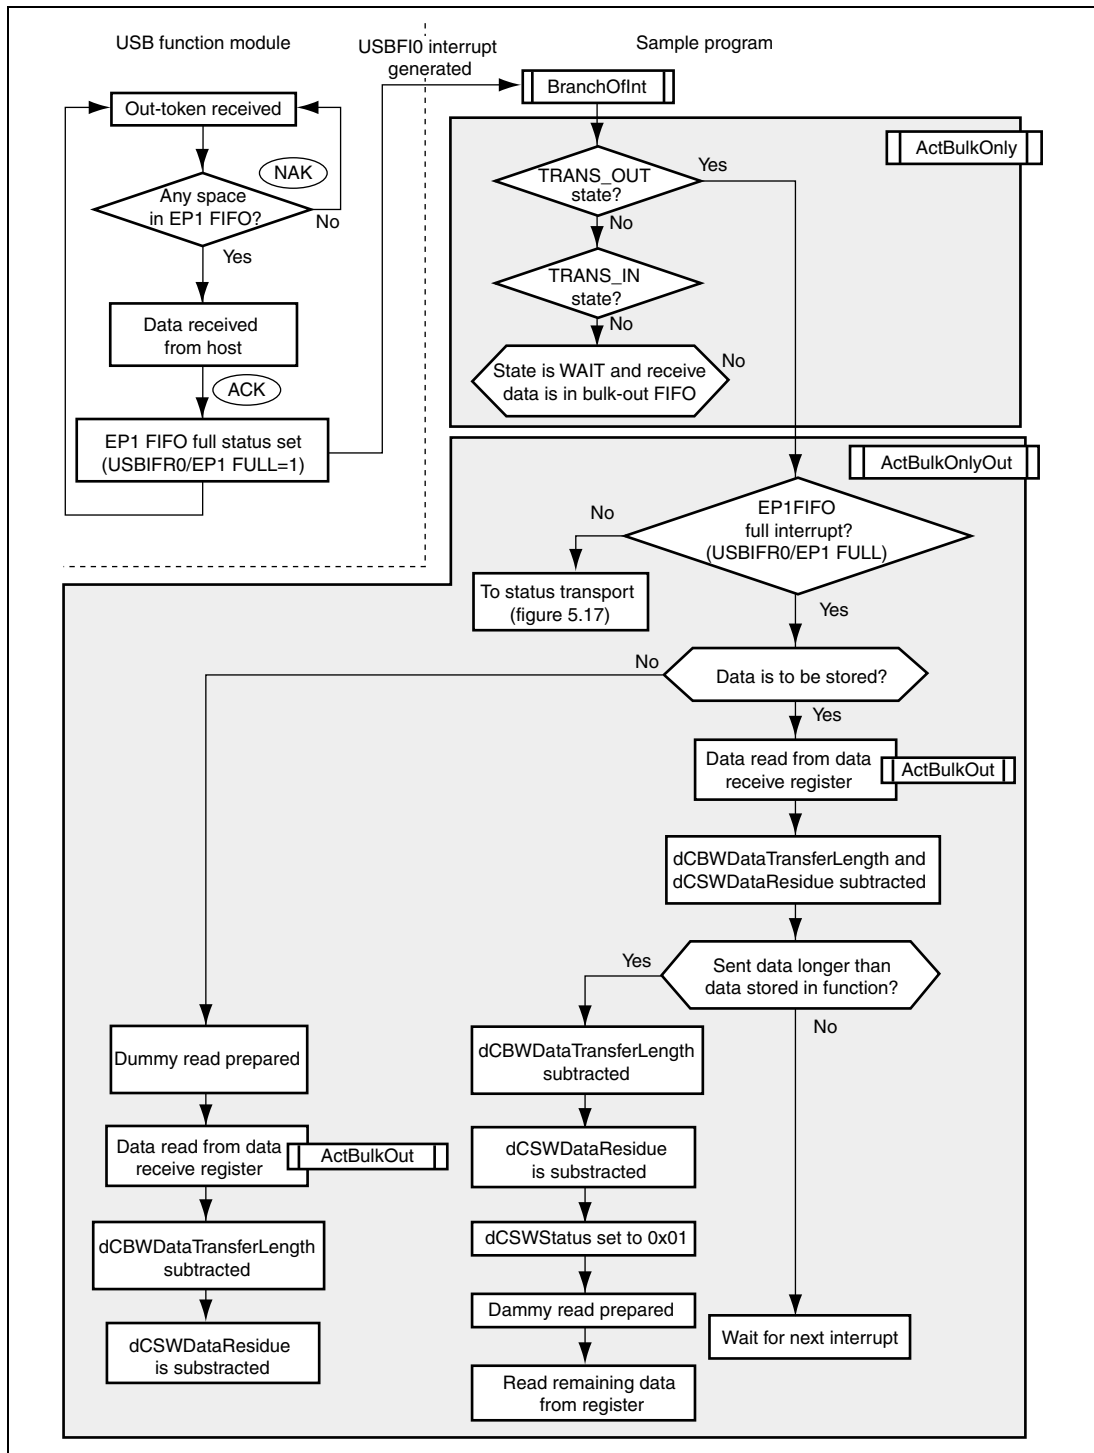 USB function module
USBFI0 interrupt
generated
Sample program
BranchOfInt
Out-token received
NAK
Any space
in EP1 FIFO?
No
Yes
Data received
from host
ACK
EP1 FIFO full status set
(USBIFR0/EP1 FULL=1)
ActBulkOnly
TRANS_OUT
state?
Yes
No
TRANS_IN
state?
No
State is WAIT and receive
data is in bulk-out FIFO
No
ActBulkOnlyOut
EP1FIFO
full interrupt?
(USBIFR0/EP1 FULL)
No
To status transport
(figure 5.17)
Yes
Data is to be stored?
No
Yes
Data read from data
receive register
ActBulkOut
dCBWDataTransferLength and
dCSWDataResidue subtracted
Sent data longer than
data stored in function?
Yes
No
Dummy read prepared
Data read from data
receive register
ActBulkOut
dCBWDataTransferLength
subtracted
dCSWDataResidue
is substracted
dCBWDataTransferLength
subtracted
dCSWDataResidue
is substracted
dCSWStatus set to 0x01
Dammy read prepared
Read remaining data
from register
Wait for next interrupt